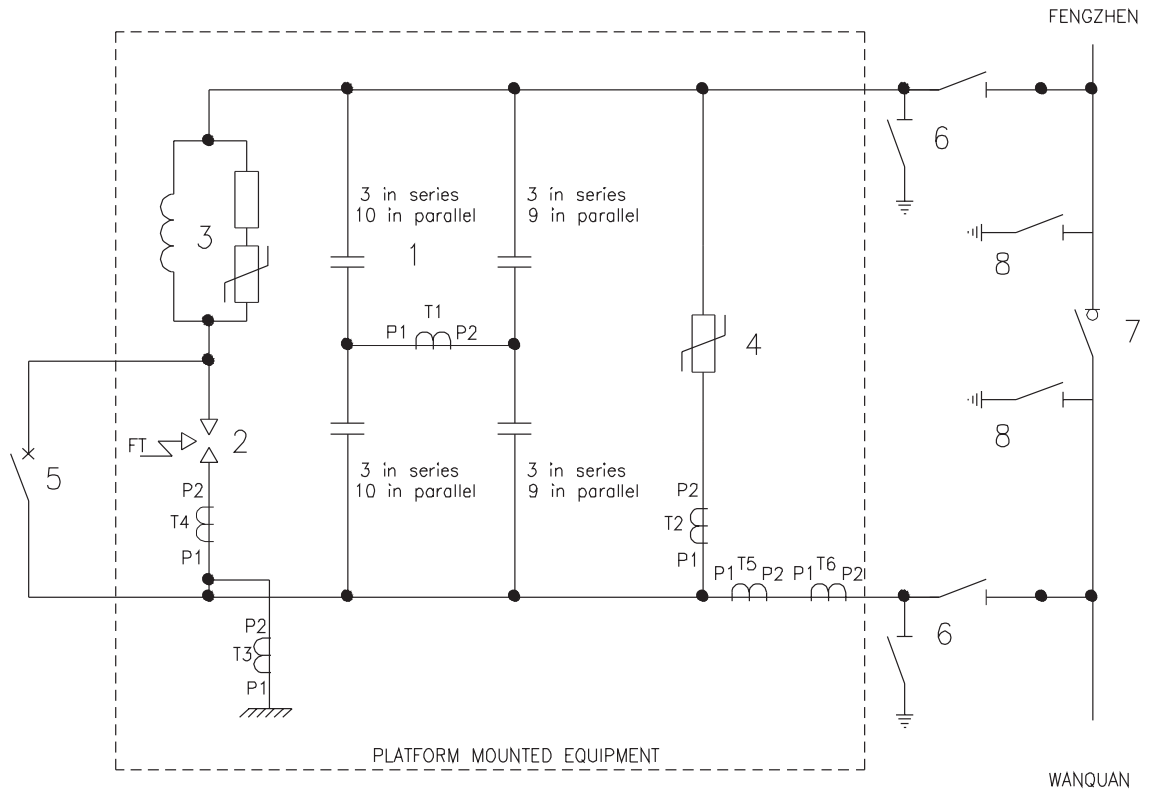 FENGZHEN
6
3 in series
10 in parallel
3 in series
9 in parallel
3
1
8
T1
P1 P2
4
7
FT
2
8
5
3 in series
10 in parallel
3 in series
9 in parallel
P2
T4
P1
P2
T2
P1
P1 T5 P2
P1 T6 P2
6
P2
T3
P1
PLATFORM MOUNTED EQUIPMENT
WANQUAN